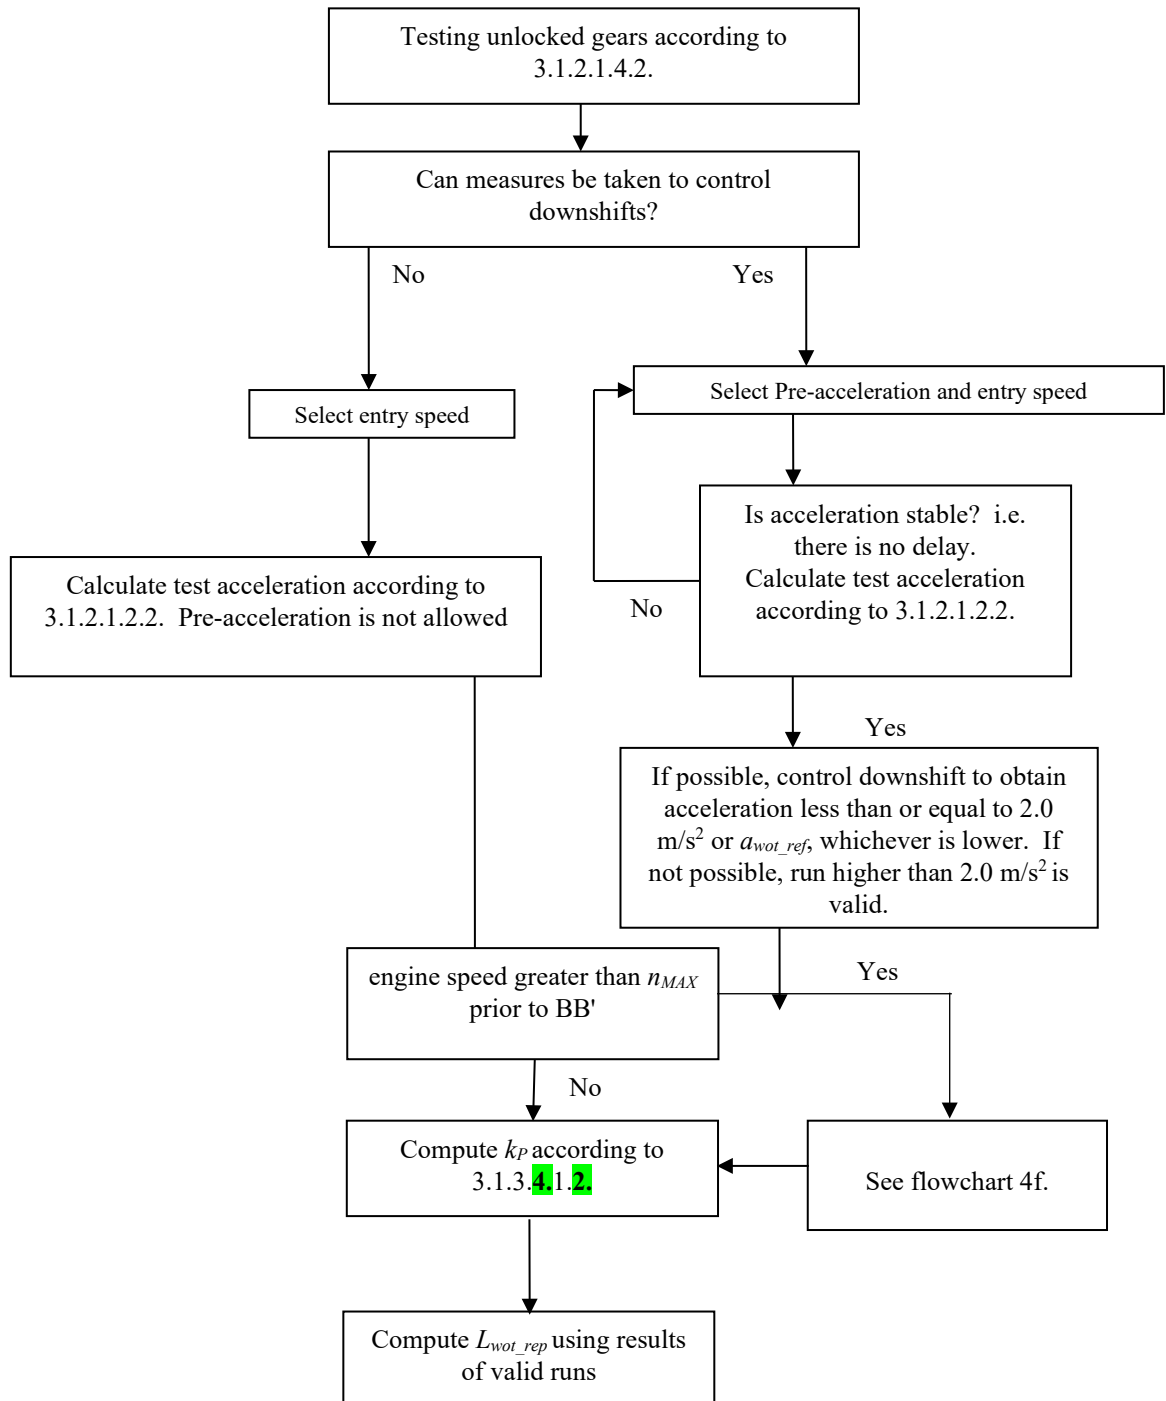 Testing unlocked gears according to
3.1.2.1.4.2.
Can measures be taken to control
downshifts?
No
Yes
Select entry speed
Select Pre-acceleration and entry speed
Is acceleration stable?  i.e.
there is no delay.
Calculate test acceleration
according to 3.1.2.1.2.2.
No
Calculate test acceleration according to
3.1.2.1.2.2.  Pre-acceleration is not allowed
Yes
If possible, control downshift to obtain
acceleration less than or equal to 2.0
m/s² or a_wot_ref, whichever is lower.  If
not possible, run higher than 2.0 m/s² is
valid.
engine speed greater than n_MAX
prior to BB'
Yes
No
Compute k_P according to
3.1.3.4.1.2.
See flowchart 4f.
Compute L_wot_rep using results
of valid runs